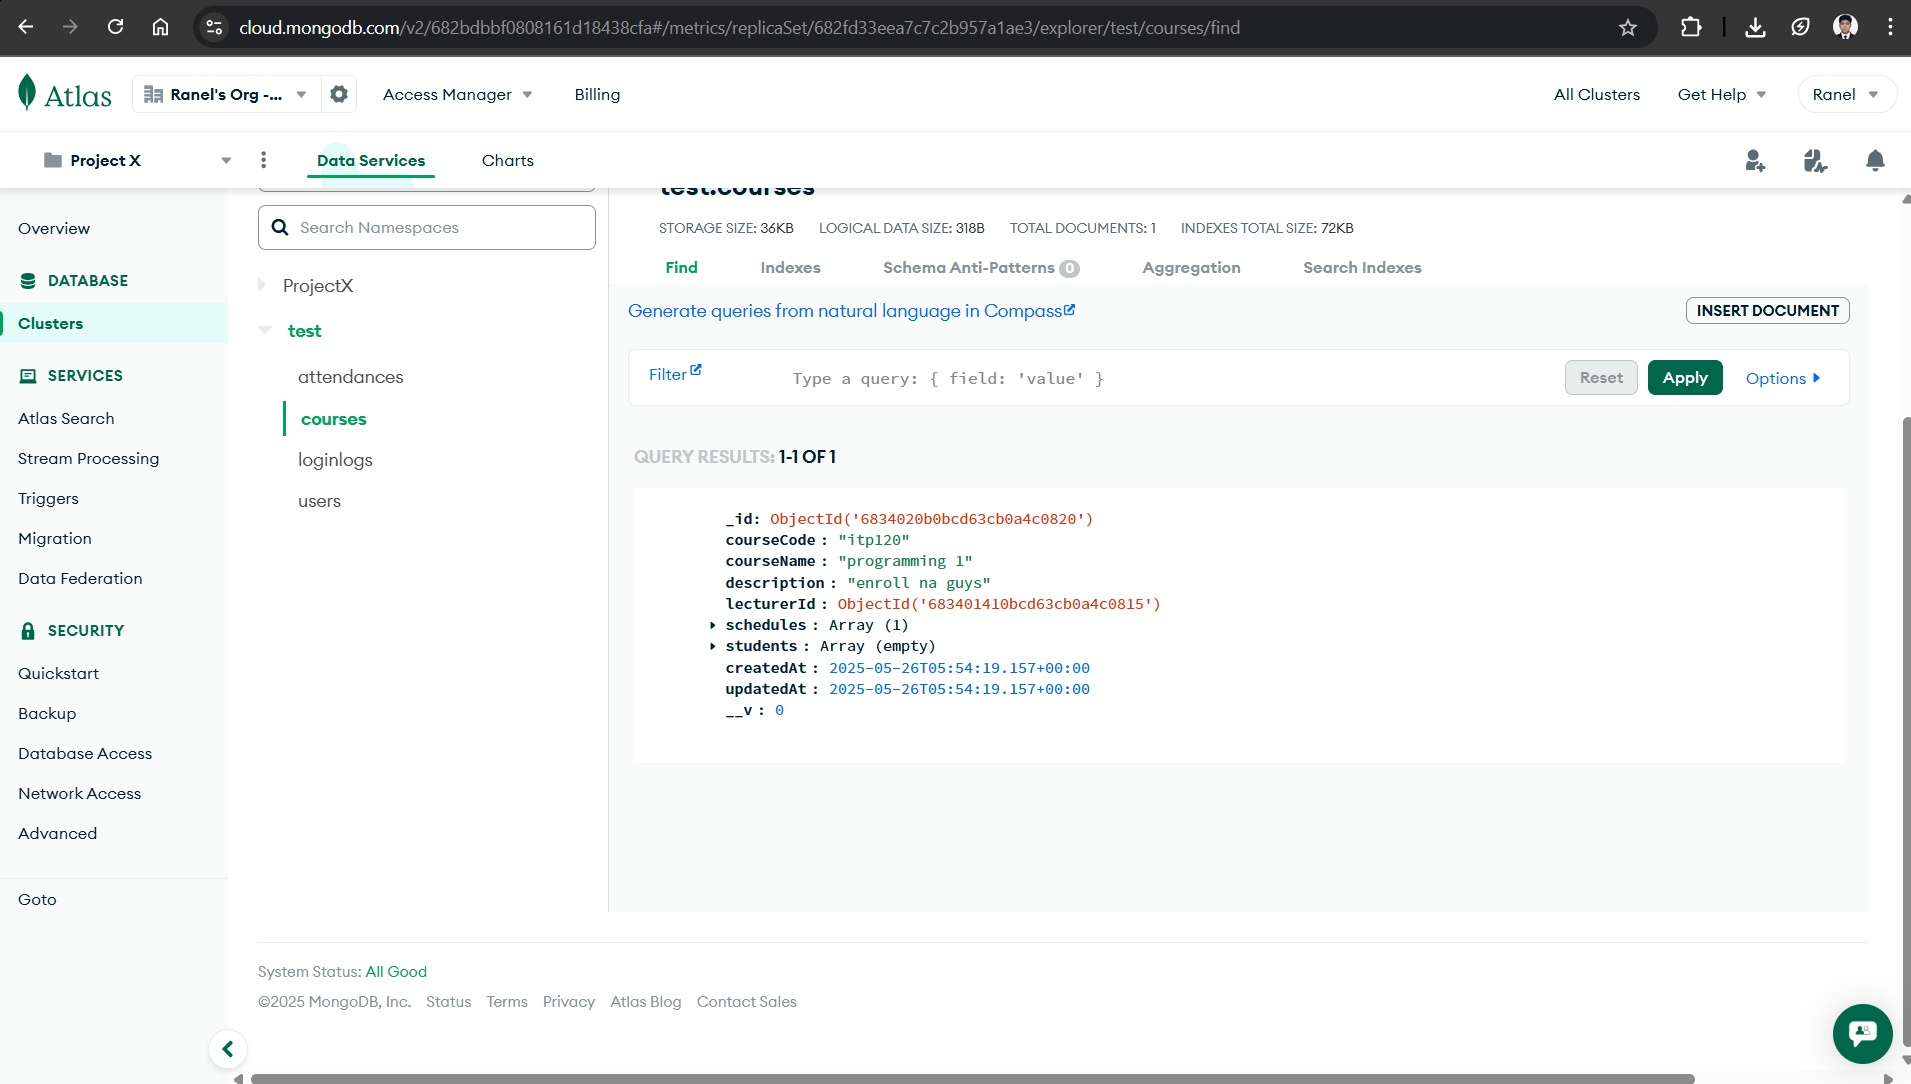 cloud.mongodb.com/v2/682bdbbf0808161d18438cfa#/metrics/replicaSet/682fd33eea7c7c2b957a1ae3/explorer/test/courses/find
Atlas
Ranel's Org -...
Access Manager
Billing
All Clusters
Get Help
Ranel
Project X
Data Services
Charts
Overview
DATABASE
Clusters
SERVICES
Atlas Search
Stream Processing
Triggers
Migration
Data Federation
SECURITY
Quickstart
Backup
Database Access
Network Access
Advanced
Goto
Search Namespaces
ProjectX
test
attendances
courses
loginlogs
users
test.courses
STORAGE SIZE: 36KB LOGICAL DATA SIZE: 318B TOTAL DOCUMENTS: 1 INDEXES TOTAL SIZE: 72KB
Find Indexes Schema Anti-Patterns 0 Aggregation Search Indexes
Generate queries from natural language in Compass
INSERT DOCUMENT
Filter
Type a query: { field: 'value' }
Reset
Apply
Options
QUERY RESULTS: 1-1 OF 1
_id: ObjectId('6834020b0bcd63cb0a4c0820')
courseCode : "itp120"
courseName : "programming 1"
description : "enroll na guys"
lecturerId : ObjectId('683401410bcd63cb0a4c0815')
schedules : Array (1)
students : Array (empty)
createdAt : 2025-05-26T05:54:19.157+00:00
updatedAt : 2025-05-26T05:54:19.157+00:00
__v : 0
System Status: All Good
©2025 MongoDB, Inc. Status Terms Privacy Atlas Blog Contact Sales